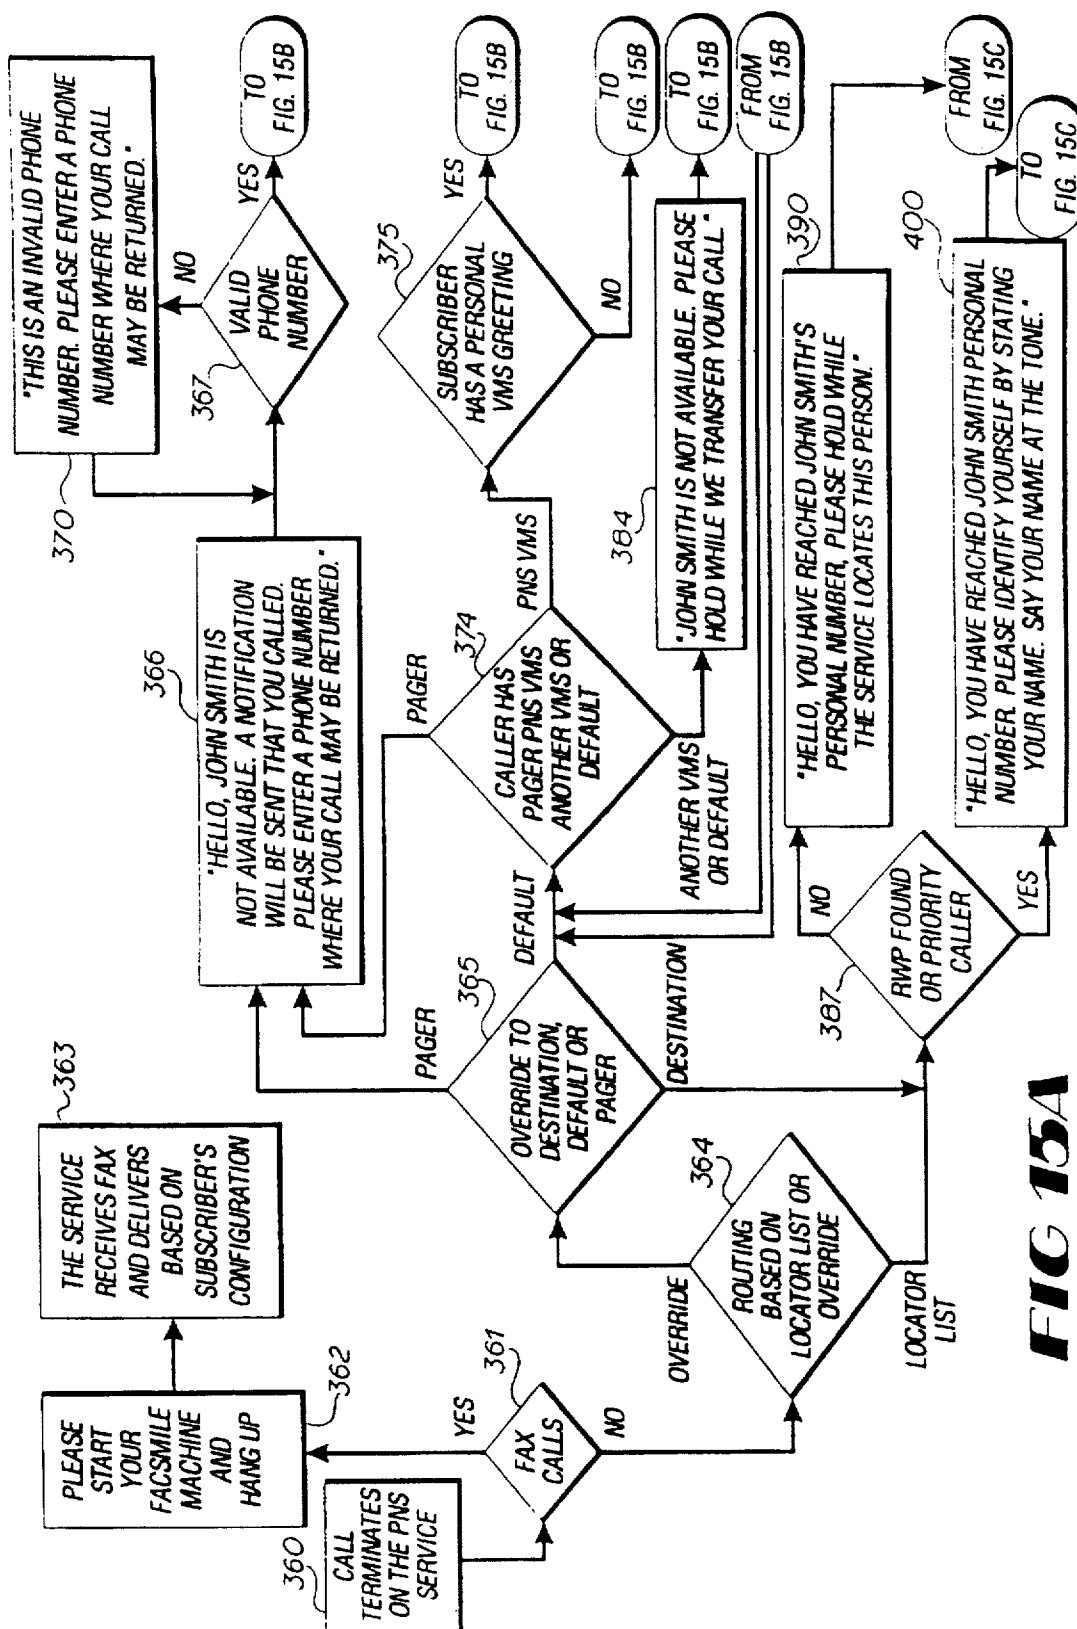 360
CALL
TERMINATES
ON THE PNS
SERVICE
361
FAX
CALLS
YES
NO
362
PLEASE
START
YOUR
FACSMILE
MACHINE
AND
HANG UP
363
THE SERVICE
RECEIVES FAX
AND DELIVERS
BASED ON
SUBSCRIBER'S
CONFIGURATION
364
ROUTING
BASED ON
LOCATOR LIST OR
OVERRIDE
OVERRIDE
LOCATOR
LIST
365
OVERRIDE TO
DESTINATION,
DEFAULT OR
PAGER
PAGER
DEFAULT
DESTINATION
366
"HELLO, JOHN SMITH IS
NOT AVAILABLE. A NOTIFICATION
WILL BE SENT THAT YOU CALLED.
PLEASE ENTER A PHONE NUMBER
WHERE YOUR CALL MAY BE RETURNED."
370
"THIS IS AN INVALID PHONE
NUMBER. PLEASE ENTER A PHONE
NUMBER WHERE YOUR CALL
MAY BE RETURNED."
367
VALID
PHONE
NUMBER
NO
YES
TO
FIG. 15B
374
CALLER HAS
PAGER PNS VMS
ANOTHER VMS OR
DEFAULT
PAGER
PNS VMS
ANOTHER VMS
OR DEFAULT
375
SUBSCRIBER
HAS A PERSONAL
VMS GREETING
YES
NO
TO
FIG. 15B
TO
FIG. 15B
384
"JOHN SMITH IS NOT AVAILABLE. PLEASE
HOLD WHILE WE TRANSFER YOUR CALL."
TO
FIG. 15B
FROM
FIG. 15B
387
RWP FOUND
OR PRIORITY
CALLER
NO
YES
390
"HELLO, YOU HAVE REACHED JOHN SMITH'S
PERSONAL NUMBER, PLEASE HOLD WHILE
THE SERVICE LOCATES THIS PERSON."
FROM
FIG. 15C
400
"HELLO, YOU HAVE REACHED JOHN SMITH PERSONAL
NUMBER. PLEASE IDENTIFY YOURSELF BY STATING
YOUR NAME. SAY YOUR NAME AT THE TONE."
TO
FIG. 15C
FIG 15A